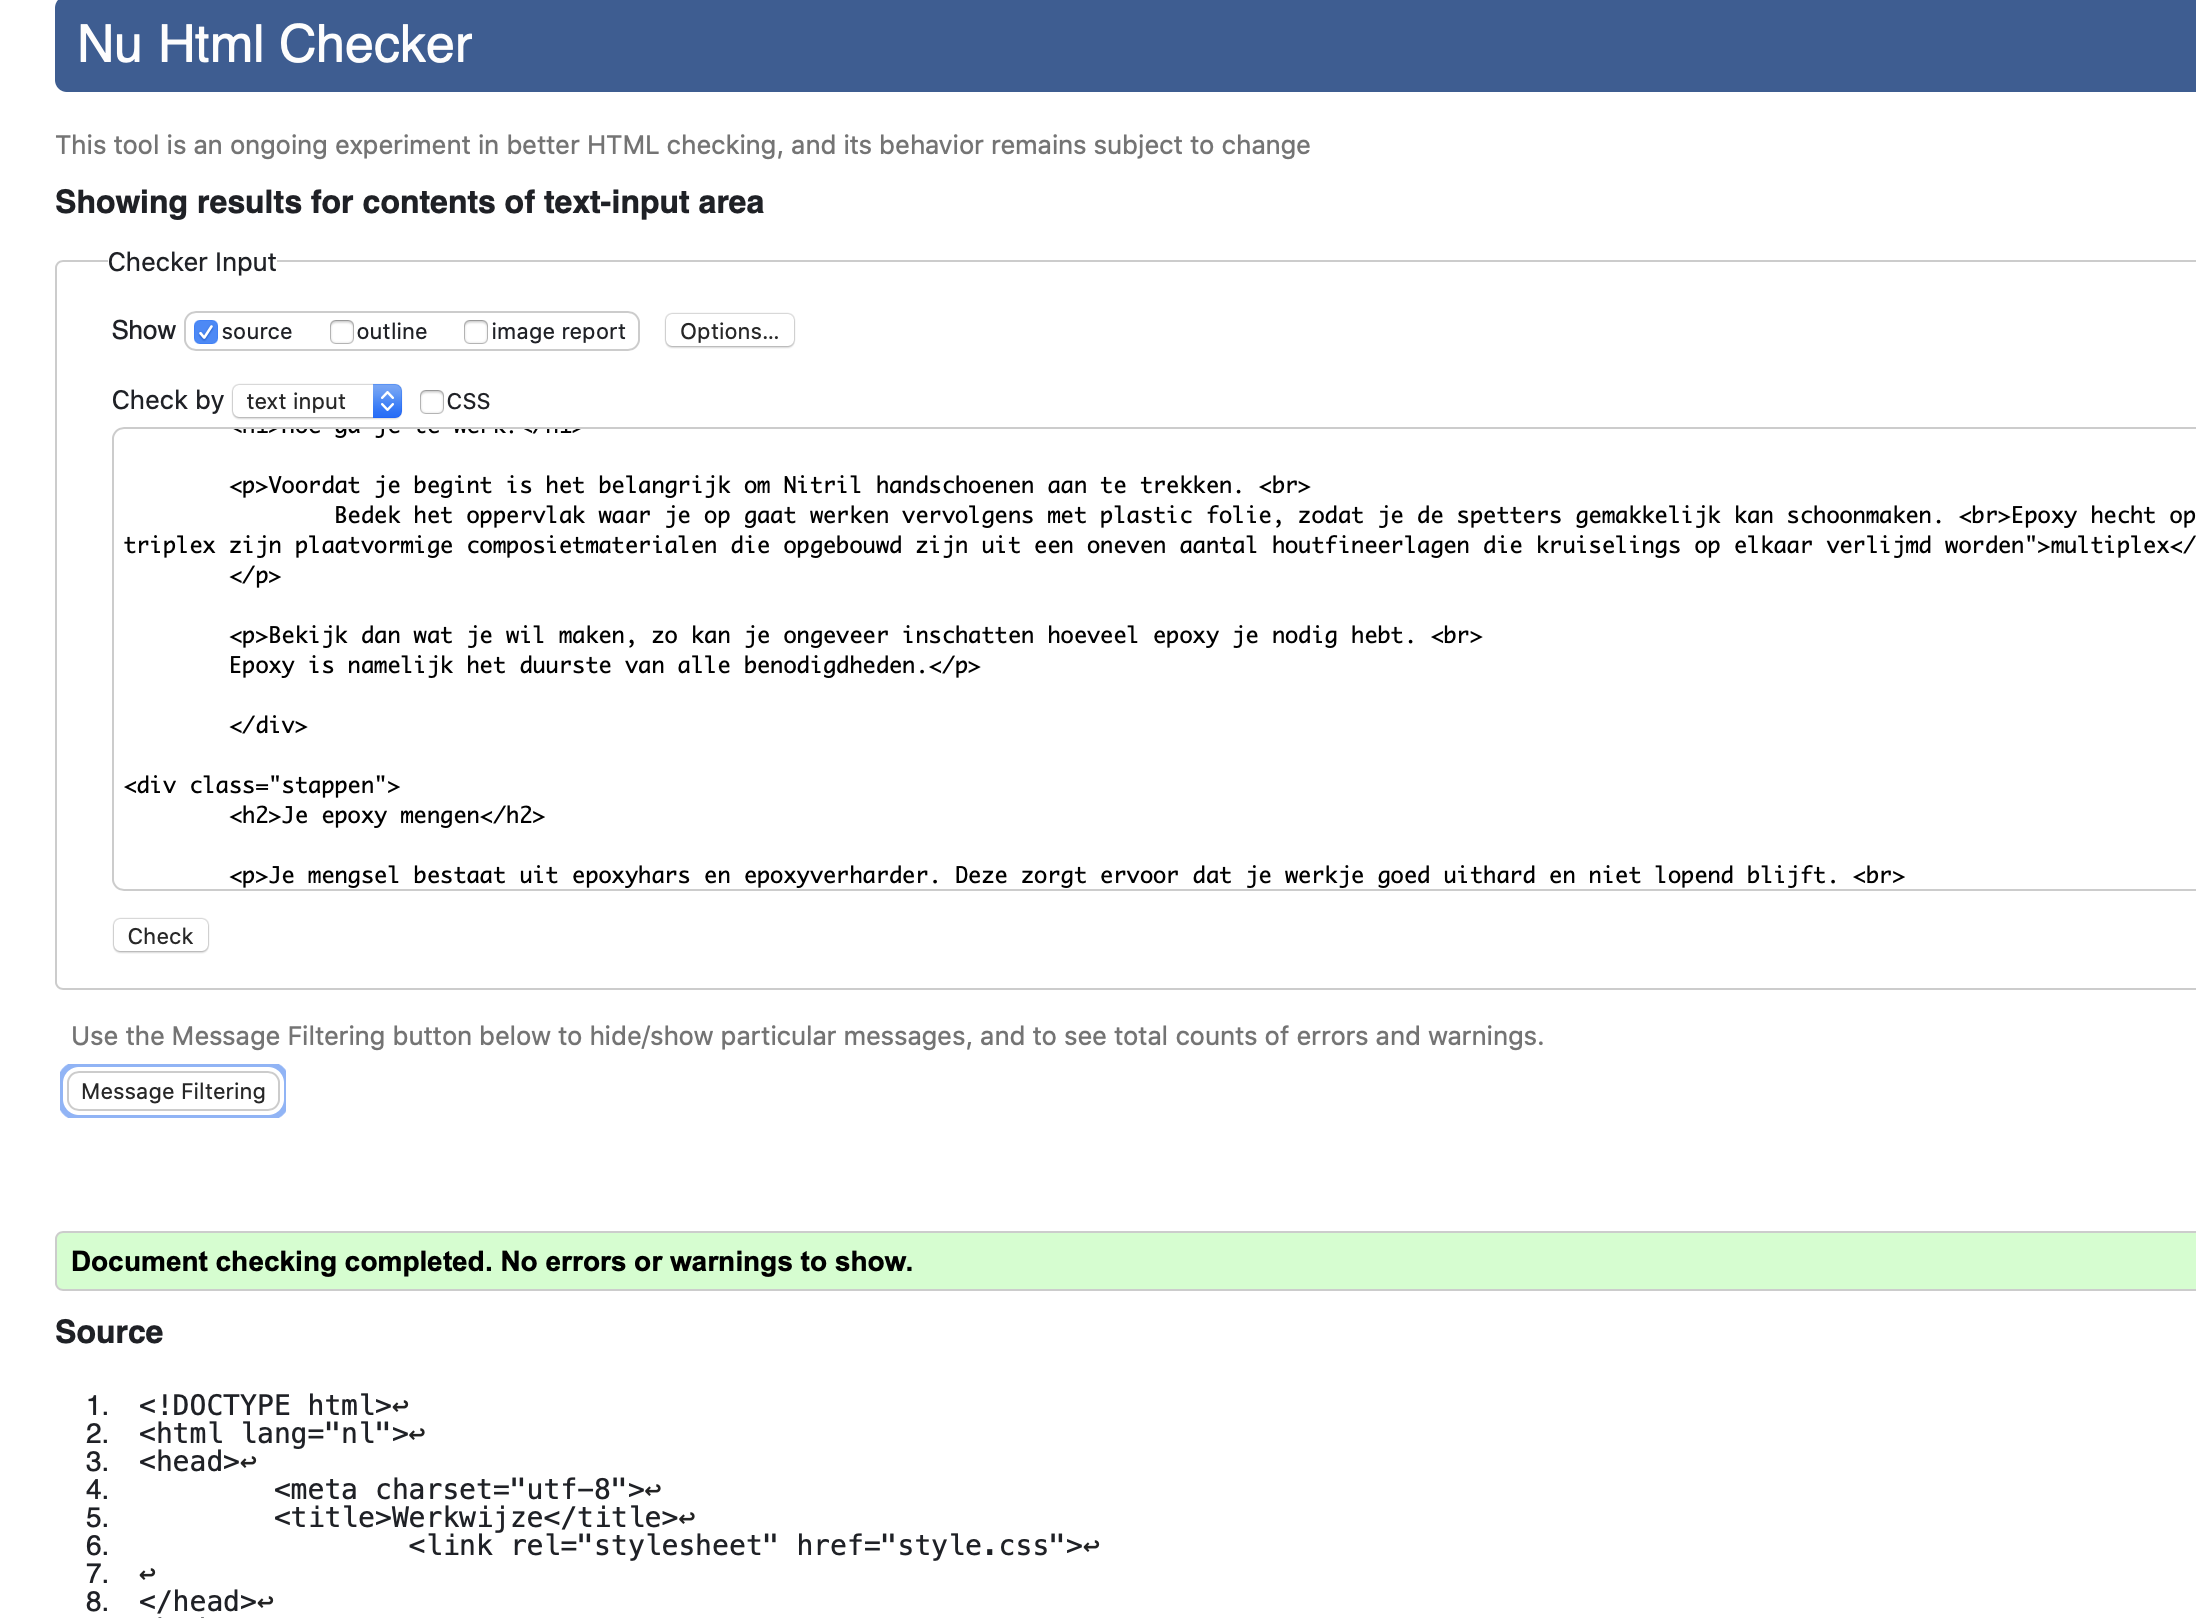 Nu Html Checker
This tool is an ongoing experiment in better HTML checking, and its behavior remains subject to change
Showing results for contents of text-input area
Checker Input
Show source outline image report Options...
Check by text input CSS
<p>Voordat je begint is het belangrijk om Nitril handschoenen aan te trekken. <br>
Bedek het oppervlak waar je op gaat werken vervolgens met plastic folie, zodat je de spetters gemakkelijk kan schoonmaken. <br>Epoxy hecht op
triplex zijn plaatvormige composietmaterialen die opgebouwd zijn uit een oneven aantal houtfineerlagen die kruiselings op elkaar verlijmd worden">multiplex</
</p>
<p>Bekijk dan wat je wil maken, zo kan je ongeveer inschatten hoeveel epoxy je nodig hebt. <br>
Epoxy is namelijk het duurste van alle benodigdheden.</p>
</div>
<div class="stappen">
<h2>Je epoxy mengen</h2>
<p>Je mengsel bestaat uit epoxyhars en epoxyverharder. Deze zorgt ervoor dat je werkje goed uithard en niet lopend blijft. <br>
Check
Use the Message Filtering button below to hide/show particular messages, and to see total counts of errors and warnings.
Message Filtering
Document checking completed. No errors or warnings to show.
Source
1. <!DOCTYPE html>↩
2. <html lang="nl">↩
3. <head>↩
4. <meta charset="utf-8">↩
5. <title>Werkwijze</title>↩
6. <link rel="stylesheet" href="style.css">↩
7. ↩
8. </head>↩